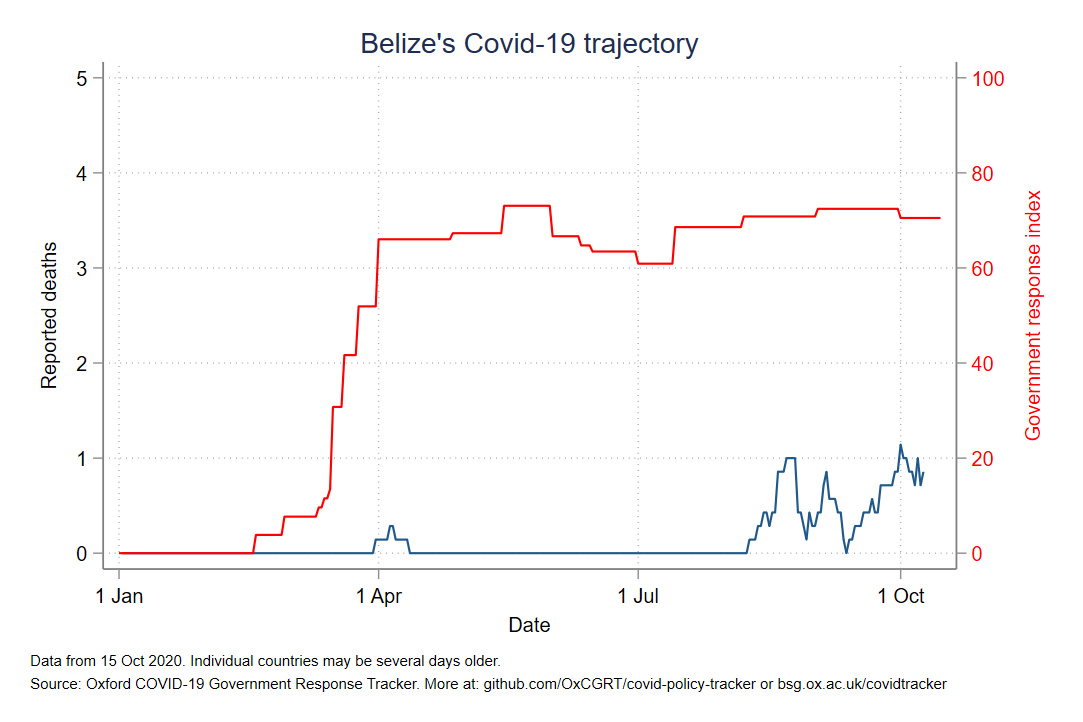 Belize's Covid-19 trajectory
5
4
3
2
1
0
Reported deaths
100
80
60
40
20
0
Government response index
1 Jan
1 Apr
1 Jul
1 Oct
Date
Data from 15 Oct 2020. Individual countries may be several days older.
Source: Oxford COVID-19 Government Response Tracker. More at: github.com/OxCGRT/covid-policy-tracker or bsg.ox.ac.uk/covidtracker